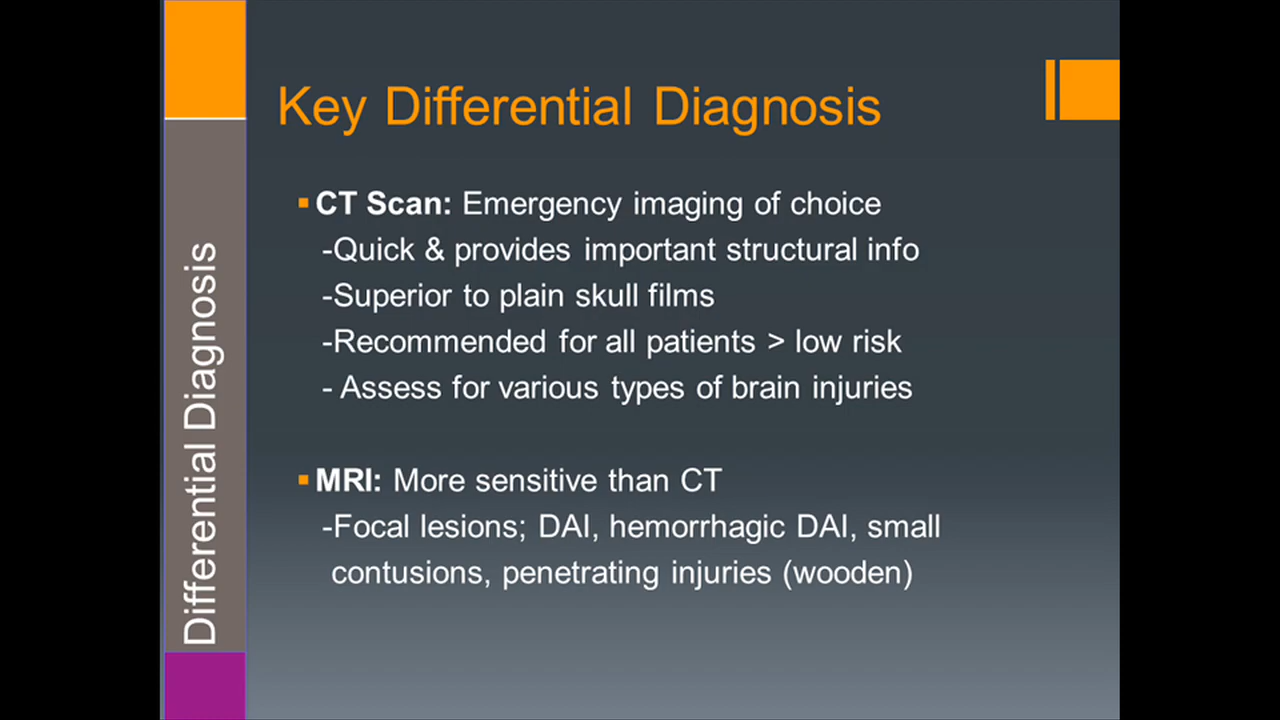 Key Differential Diagnosis
▪ CT Scan: Emergency imaging of choice
-Quick & provides important structural info
-Superior to plain skull films
-Recommended for all patients > low risk
- Assess for various types of brain injuries
▪ MRI: More sensitive than CT
-Focal lesions; DAI, hemorrhagic DAI, small
contusions, penetrating injuries (wooden)
Differential Diagnosis